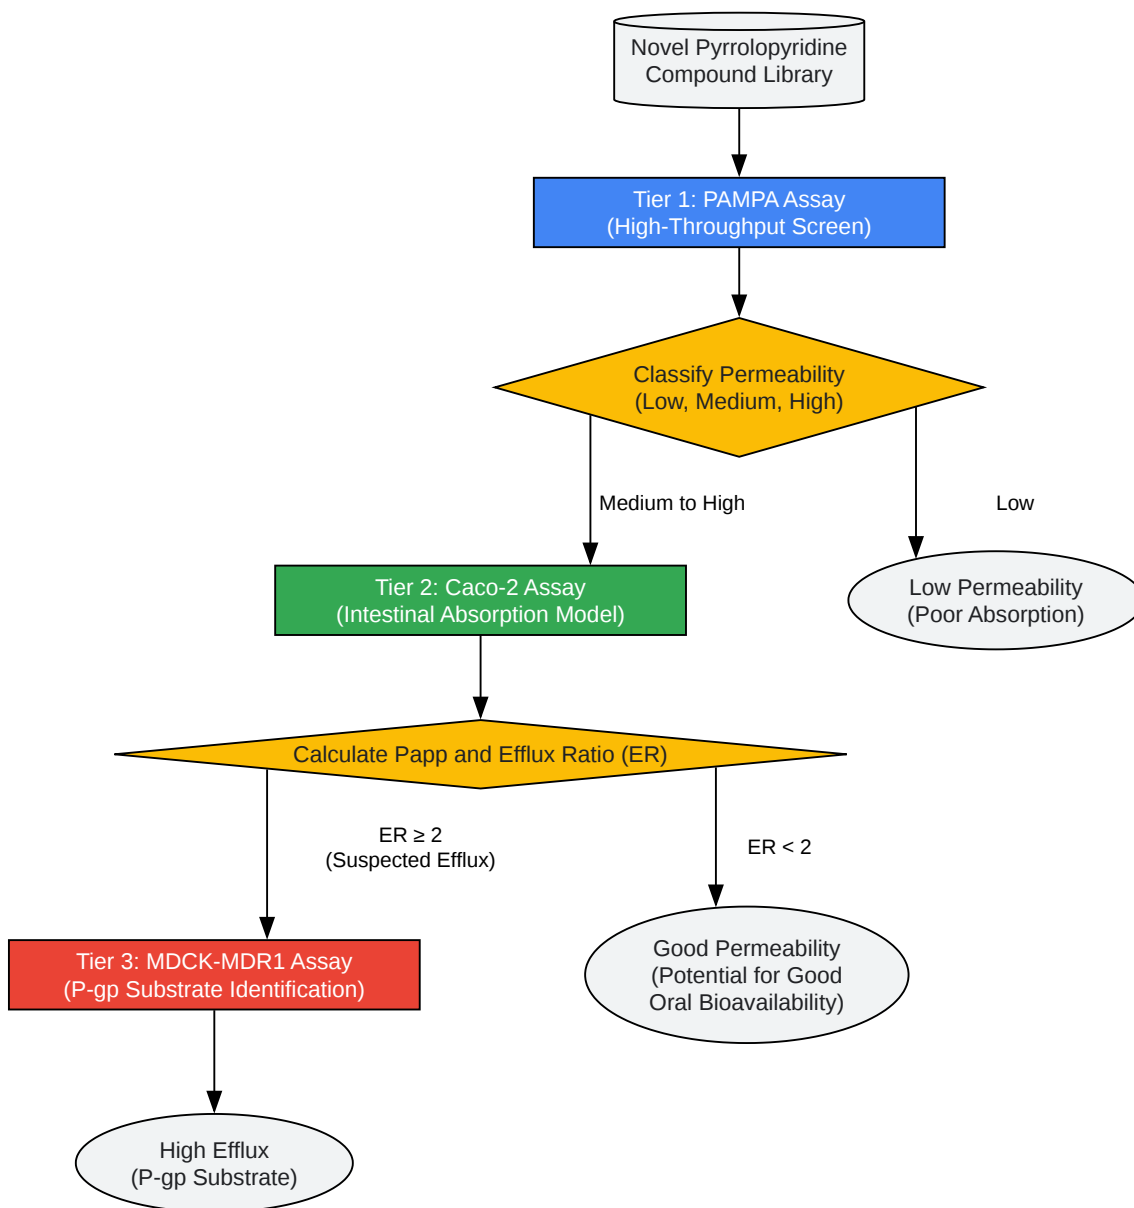 Novel Pyrrolopyridine
Compound Library
Tier 1: PAMPA Assay
(High-Throughput Screen)
Classify Permeability
(Low, Medium, High)
Medium to High
Low
Tier 2: Caco-2 Assay
(Intestinal Absorption Model)
Low Permeability
(Poor Absorption)
Calculate Papp and Efflux Ratio (ER)
ER ≥ 2
(Suspected Efflux)
ER < 2
Tier 3: MDCK-MDR1 Assay
(P-gp Substrate Identification)
Good Permeability
(Potential for Good
Oral Bioavailability)
High Efflux
(P-gp Substrate)